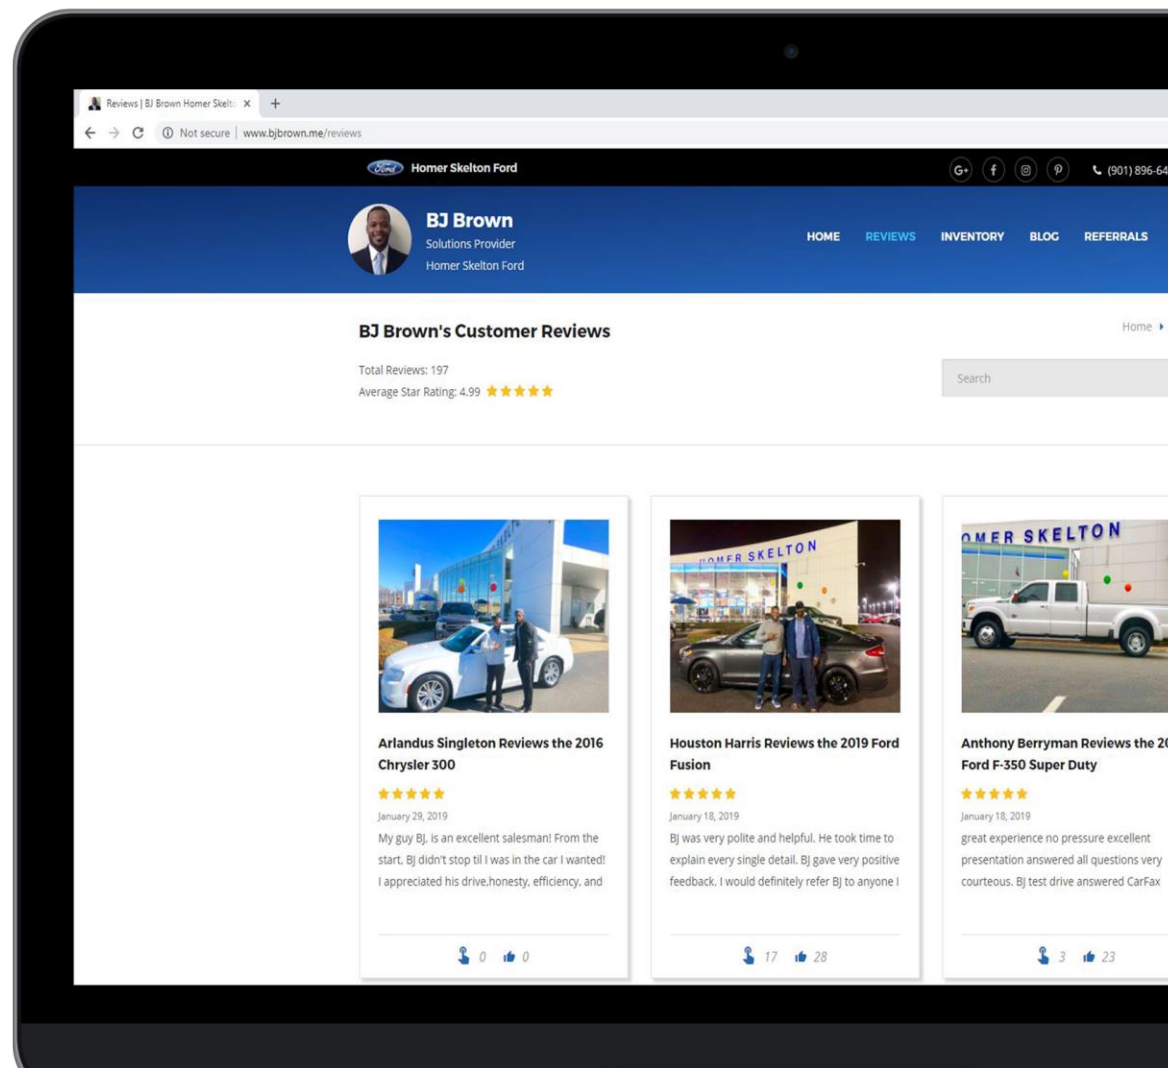 Reviews | BJ Brown Homer Skelto
Not secure | www.bjbrown.me/reviews
Ford Homer Skelton Ford
G+ (901) 896-64
BJ Brown
Solutions Provider
Homer Skelton Ford
HOME REVIEWS INVENTORY BLOG REFERRALS
BJ Brown's Customer Reviews
Home
Total Reviews: 197
Average Star Rating: 4.99
Search
HOMER SKELTON
OMER SKELTON
Arlandus Singleton Reviews the 2016
Chrysler 300
January 29, 2019
My guy BJ, is an excellent salesman! From the
start, BJ didn't stop til I was in the car I wanted!
I appreciated his drive,honesty, efficiency, and
0 0
Houston Harris Reviews the 2019 Ford
Fusion
January 18, 2019
BJ was very polite and helpful. He took time to
explain every single detail. BJ gave very positive
feedback, I would definitely refer BJ to anyone I
17 28
Anthony Berryman Reviews the 20
Ford F-350 Super Duty
January 18, 2019
great experience no pressure excellent
presentation answered all questions very
courteous. BJ test drive answered CarFax
3 23